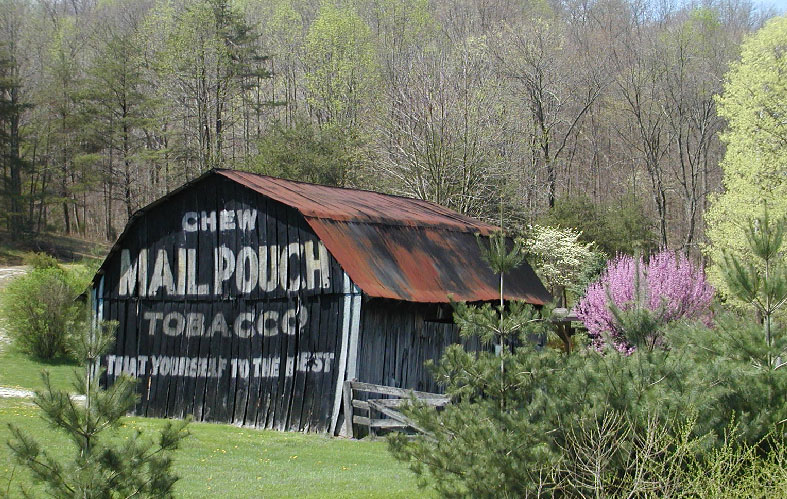 CHEW
MAIL POUCH
TOBACCO
TREAT YOURSELF TO THE BEST